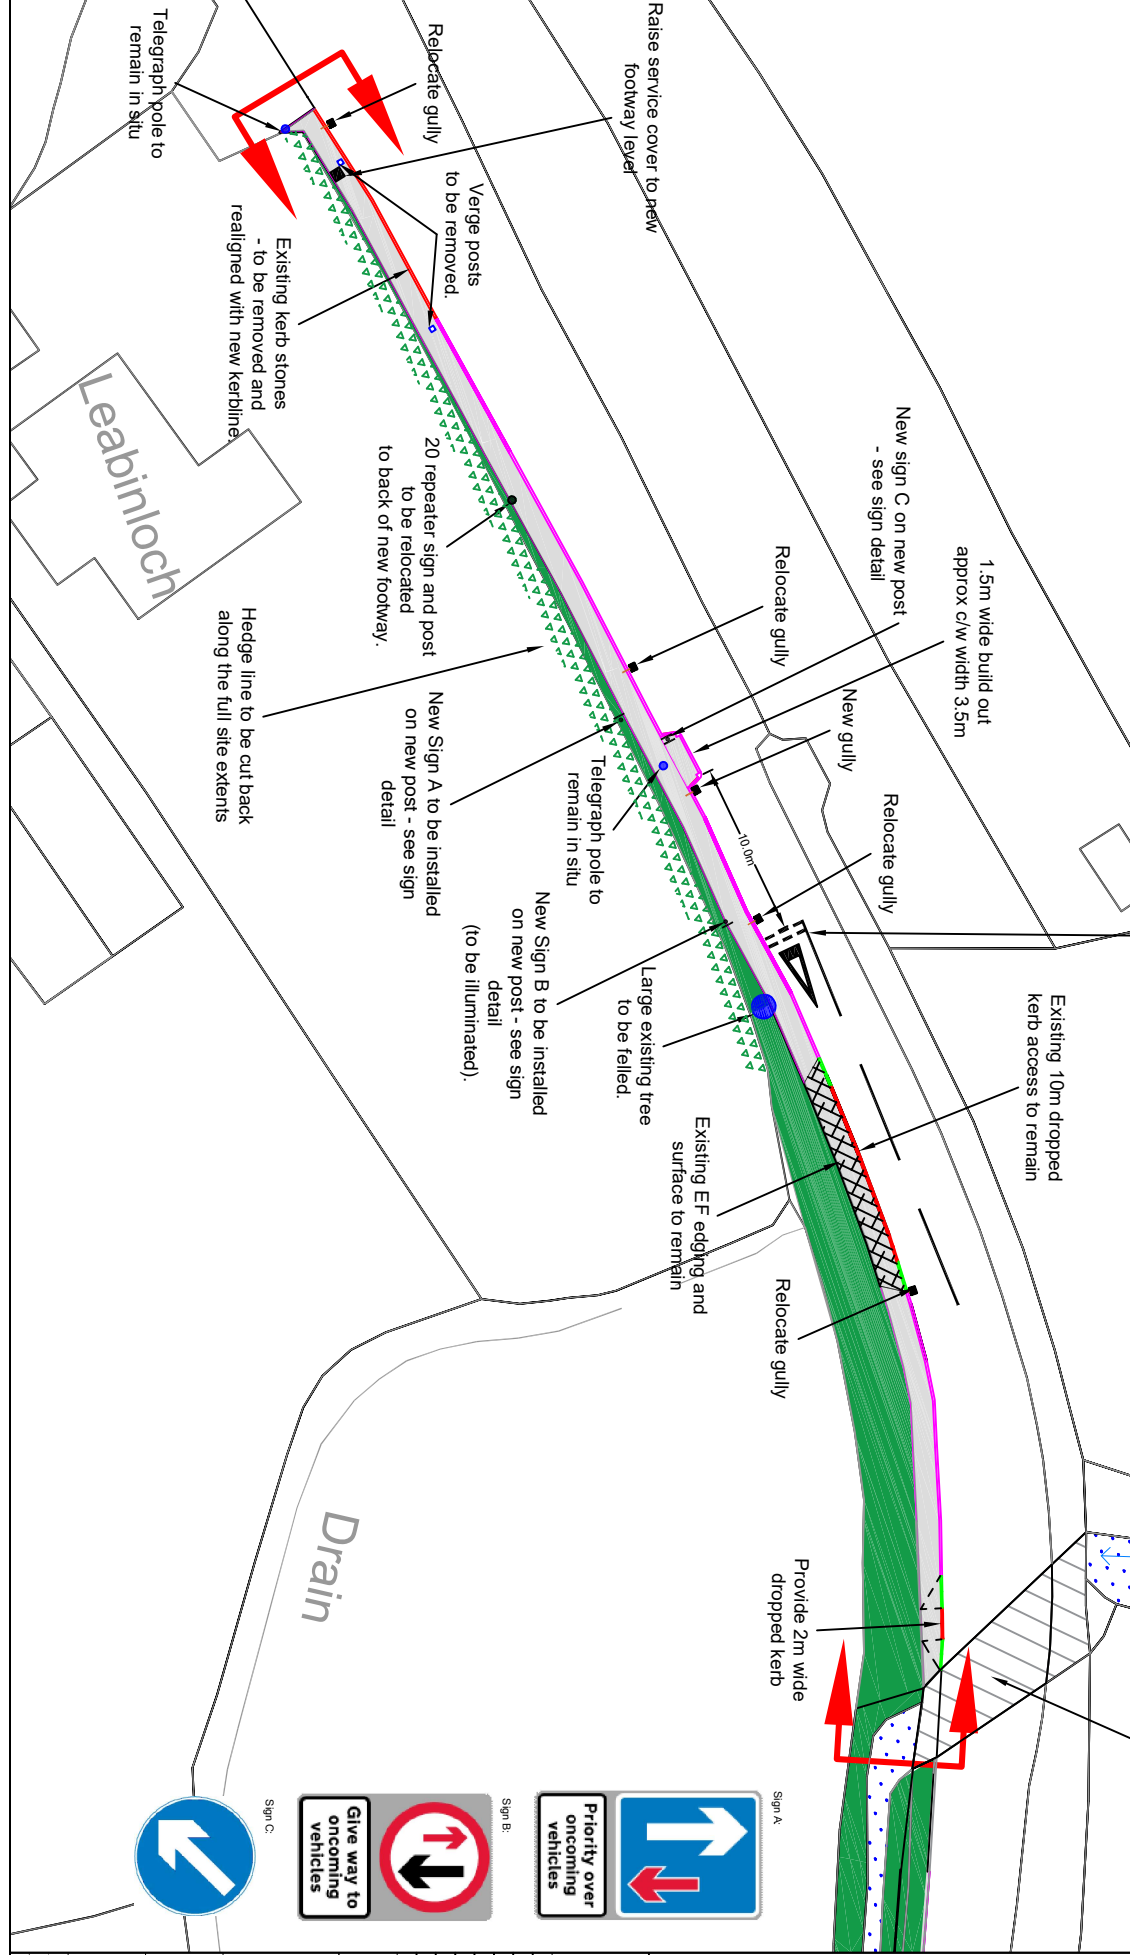 Telegraph pole to
remain in situ
Relocate gully
Raise service cover to new
footway level
Verge posts
to be removed.
Existing kerb stones
- to be removed and
realigned with new kerbline.
Leabinloch
20 repeater sign and post
to be relocated
to back of new footway.
New sign C on new post
- see sign detail
1.5m wide build out
approx c/w width 3.5m
Relocate gully
New gully
Hedge line to be cut back
along the full site extents
New Sign A to be installed
on new post - see sign
detail
Telegraph pole to
remain in situ
10.0m
Relocate gully
New Sign B to be installed
on new post - see sign
detail
(to be illuminated).
Large existing tree
to be felled.
Existing 10m dropped
kerb access to remain
Existing EF edging and
surface to remain
Relocate gully
Drain
Provide 2m wide
dropped kerb
Sign A:
Priority over
oncoming
vehicles
Sign B:
Give way to
oncoming
vehicles
Sign C: